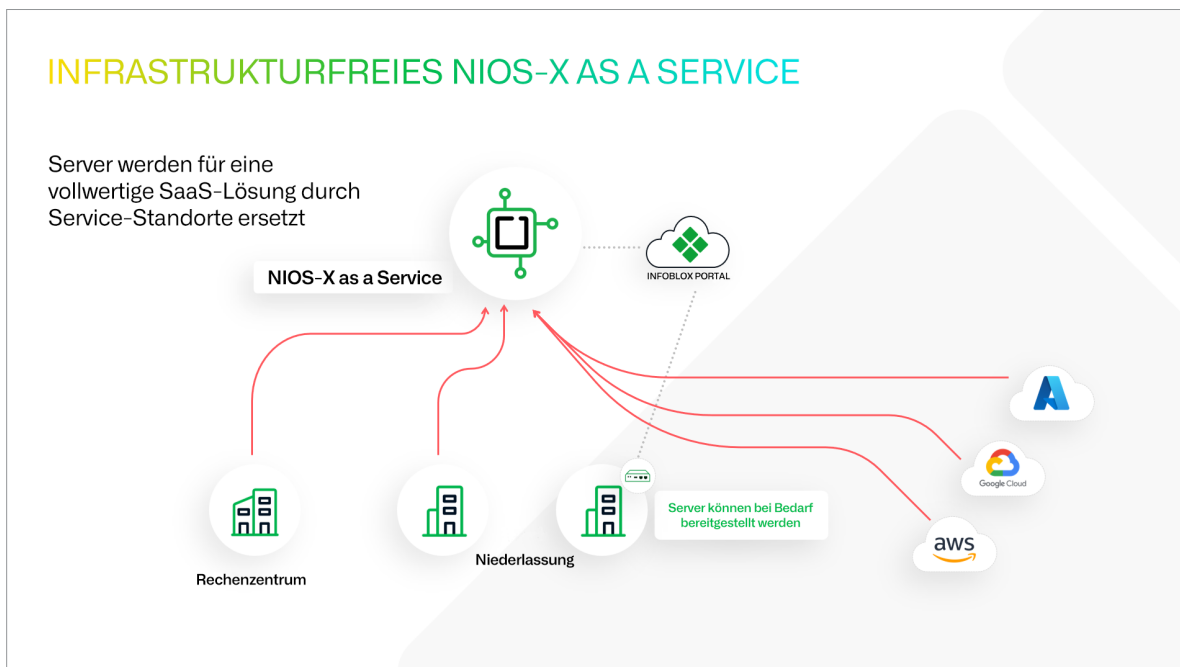 INFRASTRUKTURFREIES NIOS-X AS A SERVICE
Server werden für eine
vollwertige SaaS-Lösung durch
Service-Standorte ersetzt
NIOS-X as a Service
INFOBLOX PORTAL
Google Cloud
Server können bei Bedarf
bereitgestellt werden
aws
Niederlassung
Rechenzentrum